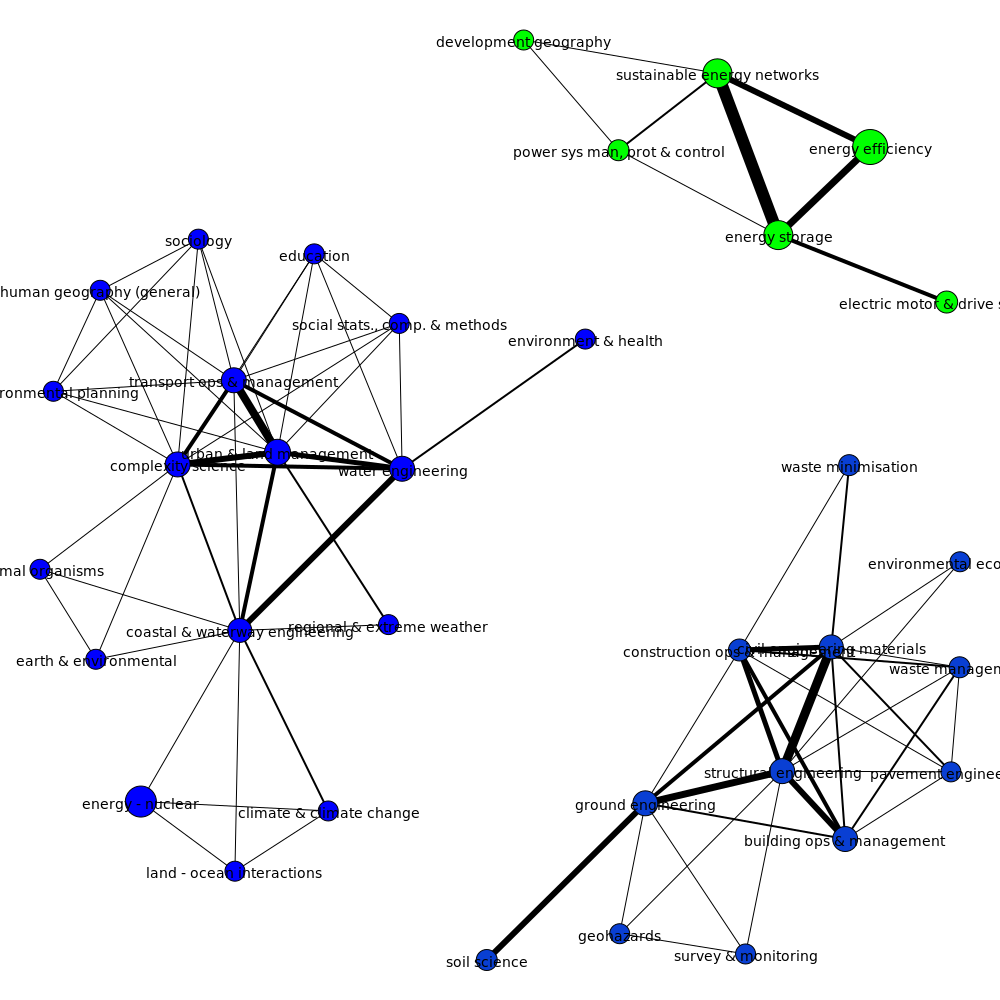 development geography
sustainable energy networks
power sys man, prot & control
energy efficiency
energy storage
electric motor & drive s
sociology
education
human geography (general)
social stats., comp. & methods
environment & health
transport ops & management
ronmental planning
urban & land management
complexity science
water engineering
waste minimisation
environmental eco
mal organisms
coastal & waterway engineering
regional & extreme weather
earth & environmental
construction ops & management
civil engineering materials
waste managem
structural engineering
pavement enginee
energy - nuclear
climate & climate change
ground engineering
building ops & management
land - ocean interactions
geohazards
survey & monitoring
soil science